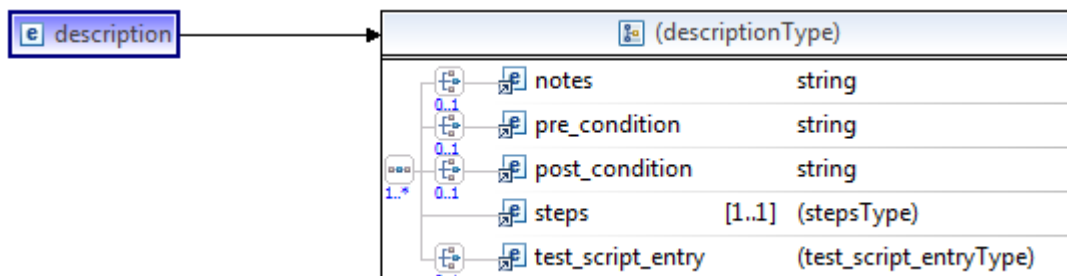 e description
(descriptionType)
e notes string
0..1
e pre_condition string
0..1
e post_condition string
1..* 0..1
e steps [1..1] (stepsType)
e test_script_entry (test_script_entryType)